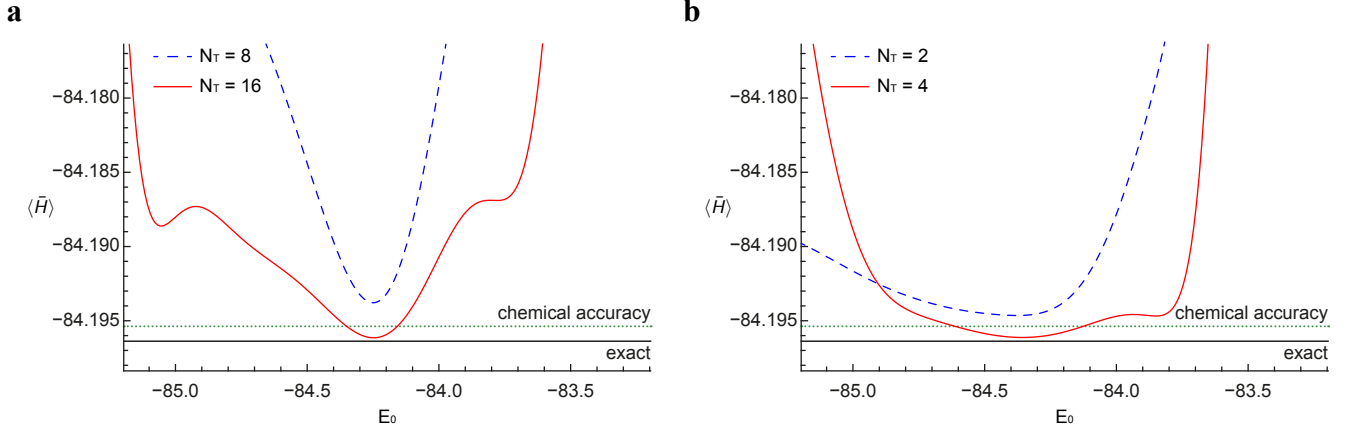 a
N_T = 8
N_T = 16
−84.180
−84.185
⟨H̄⟩
−84.190
−84.195
chemical accuracy
exact
−85.0
−84.5
−84.0
−83.5
E₀
b
N_T = 2
N_T = 4
−84.180
−84.185
⟨H̄⟩
−84.190
−84.195
chemical accuracy
exact
−85.0
−84.5
−84.0
−83.5
E₀